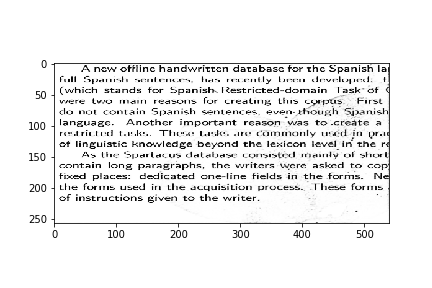 A new offline handwritten database for the Spanish
full Spanish sentences, has recently been developed:
(which stands for Spanish Restricted-domain Task of
were two main reasons for creating this corpus. First
do not contain Spanish sentences, even though Spanish
language. Another important reason was to create a
restricted tasks. These tasks are commonly used in
of linguistic knowledge beyond the lexicon level in the
As the Spartacus database consisted mainly of short
contain long paragraphs, the writers were asked to
fixed places: dedicated one-line fields in the forms.
the forms used in the acquisition process. These forms
of instructions given to the writer.
0
50
100
150
200
250
0 100 200 300 400 500